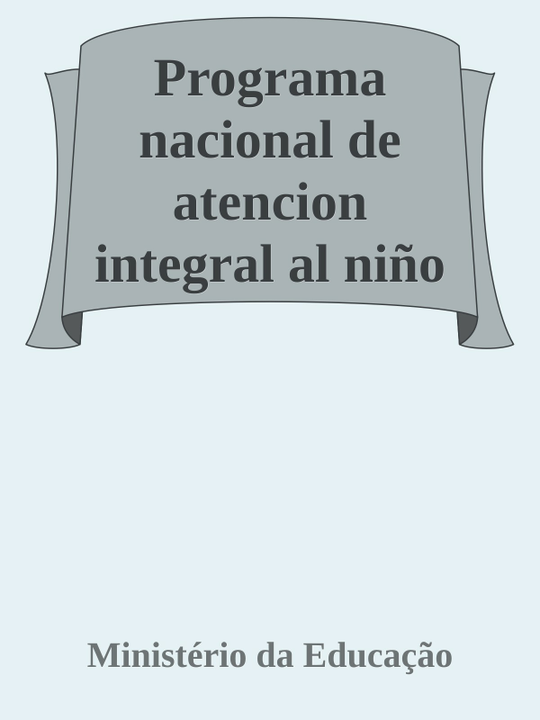 Programa
nacional de
atencion
integral al niño
Ministério da Educação